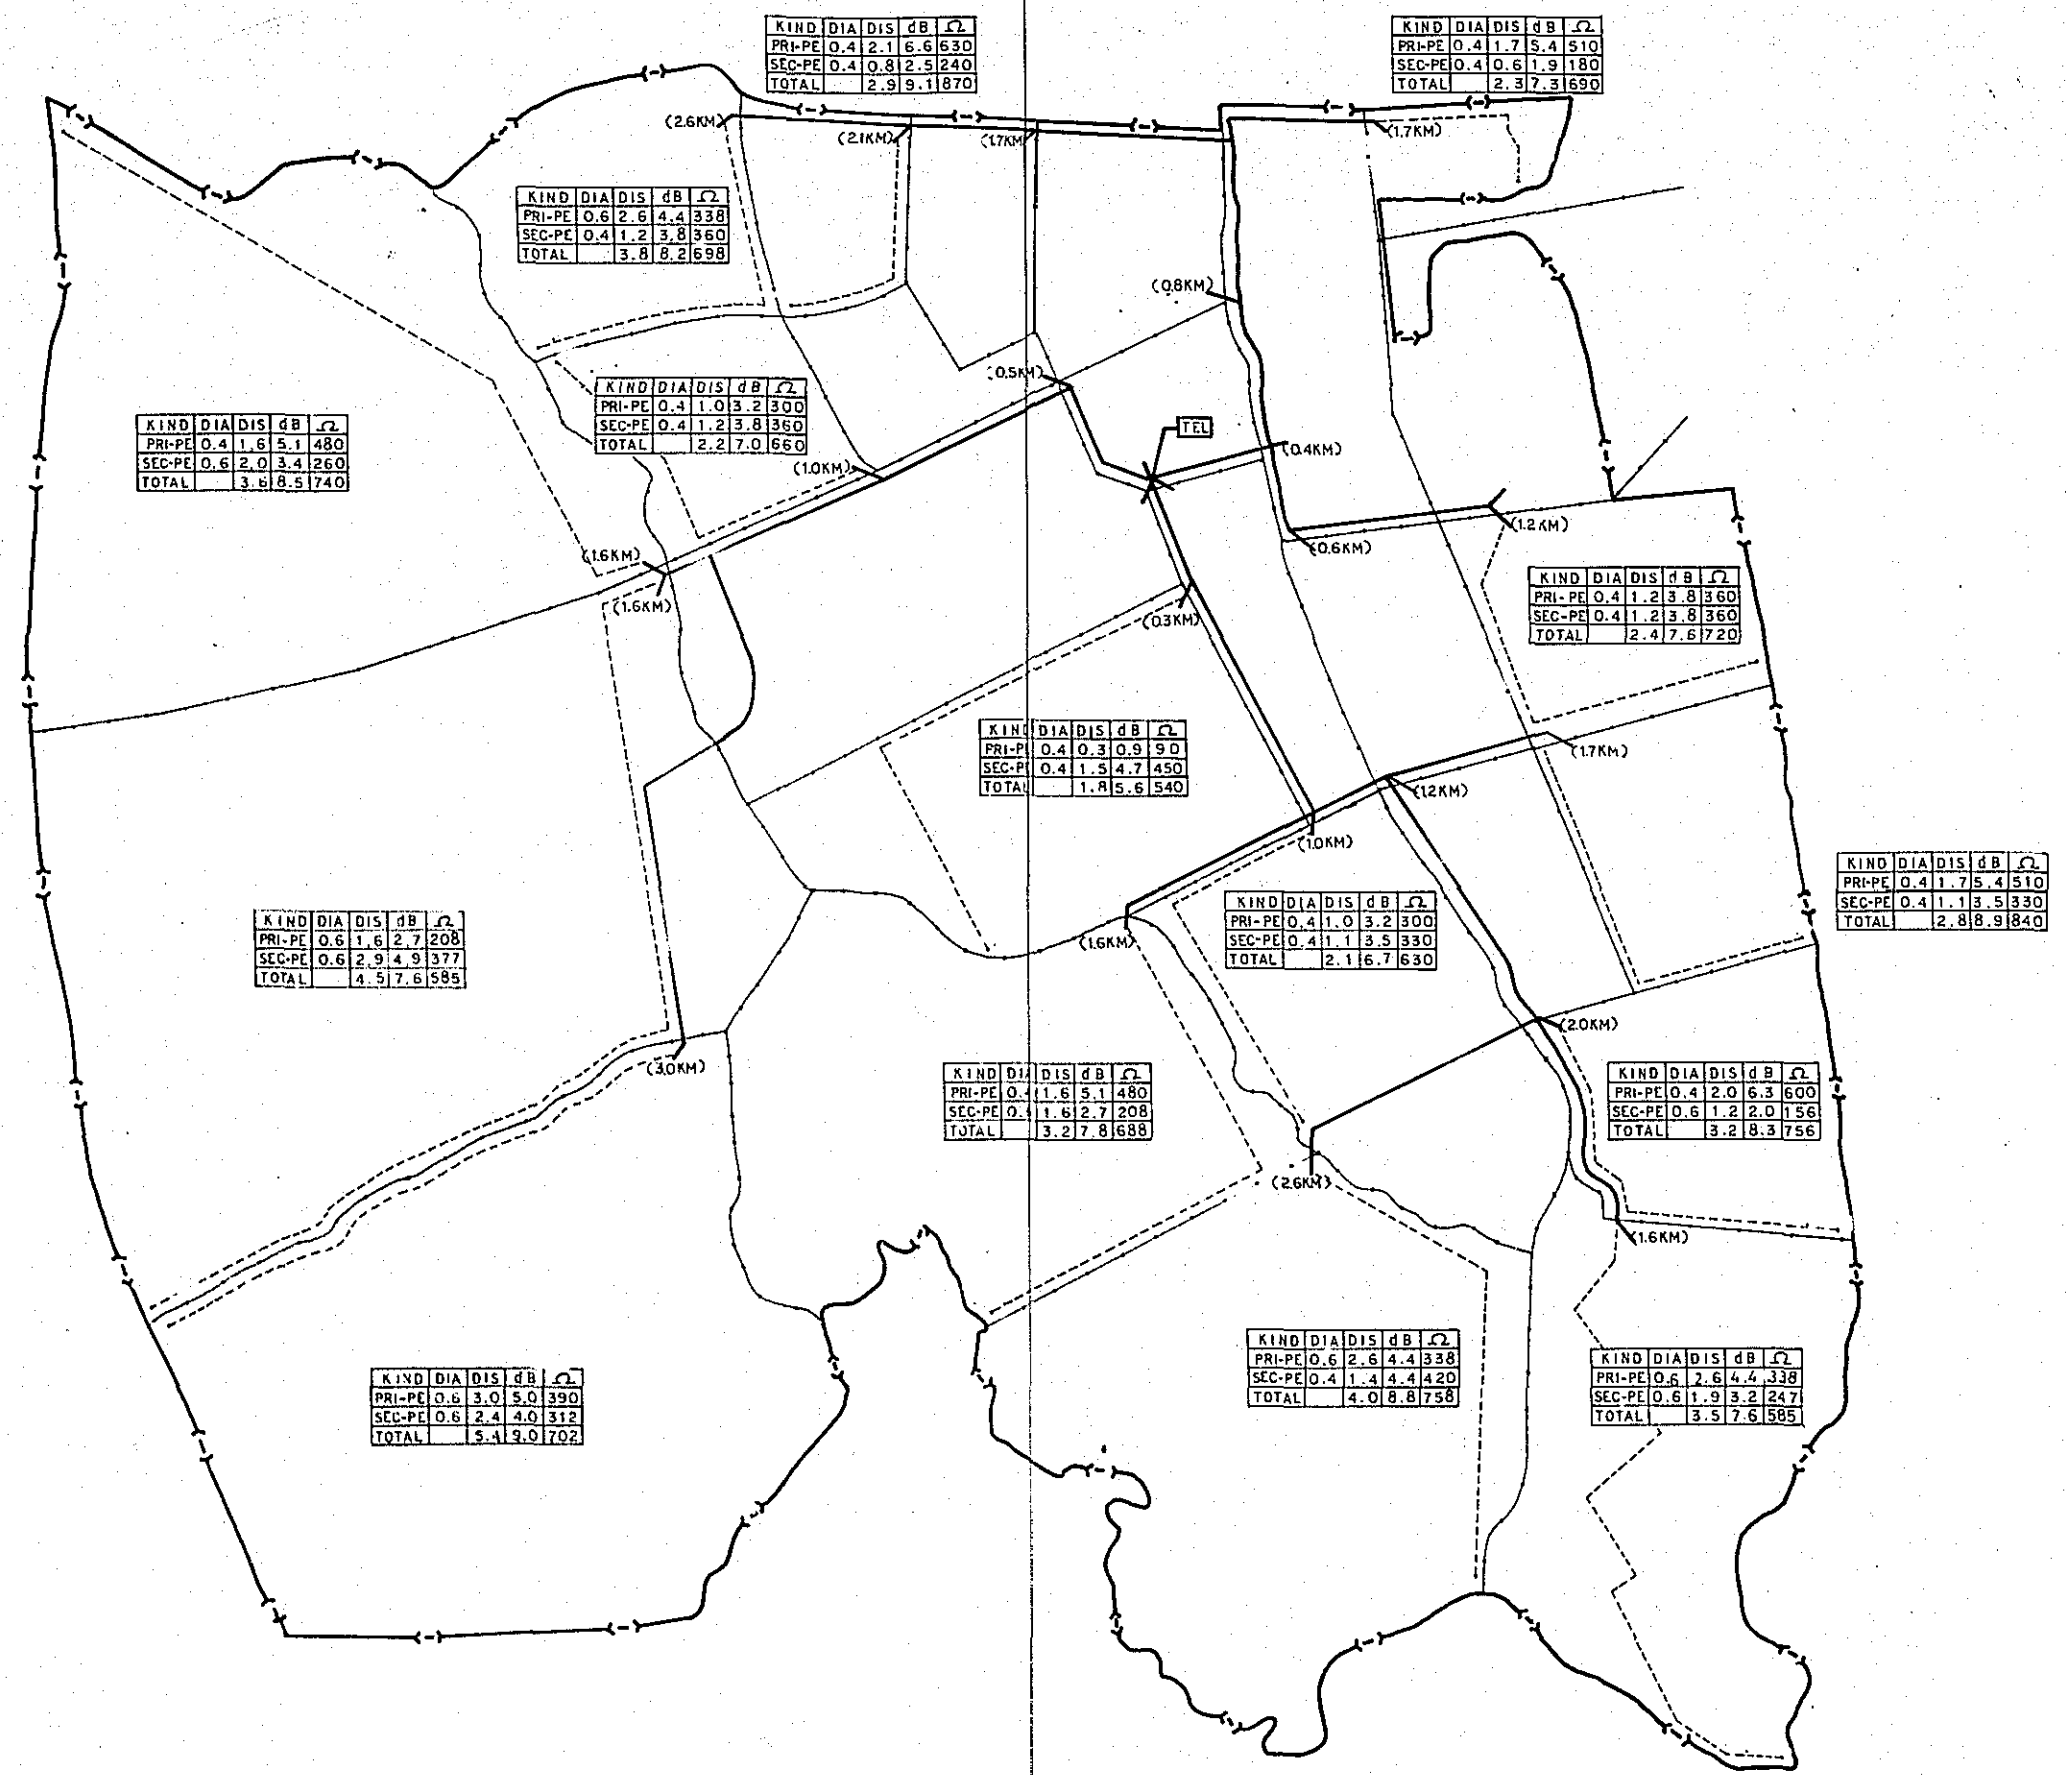 KIND DIA DIS dB Ω
PRI-PE 0.4 2.1 6.6 630
SEC-PE 0.4 0.8 2.5 240
TOTAL 2.9 9.1 870
KIND DIA DIS dB Ω
PRI-PE 0.4 1.7 5.4 510
SEC-PE 0.4 0.6 1.9 180
TOTAL 2.3 7.3 690
(2.6KM)
(2.1KM)
(1.7KM)
(1.7KM)
KIND DIA DIS dB Ω
PRI-PE 0.6 2.6 4.4 338
SEC-PE 0.4 1.2 3.8 360
TOTAL 3.8 8.2 698
(0.8KM)
(0.5KM)
KIND DIA DIS dB Ω
PRI-PE 0.4 1.0 3.2 300
SEC-PE 0.4 1.2 3.8 360
TOTAL 2.2 7.0 660
KIND DIA DIS dB Ω
PRI-PE 0.4 1.6 5.1 480
SEC-PE 0.6 2.0 3.4 260
TOTAL 3.6 8.5 740
TEL
(0.4KM)
(1.0KM)
(1.2KM)
(0.6KM)
(1.6KM)
(1.6KM)
(0.3KM)
KIND DIA DIS dB Ω
PRI-PE 0.4 1.2 3.8 360
SEC-PE 0.4 1.2 3.8 360
TOTAL 2.4 7.6 720
KIND DIA DIS dB Ω
PRI-PE 0.4 0.3 0.9 90
SEC-PE 0.4 1.5 4.7 450
TOTAL 1.8 5.6 540
(1.7KM)
(1.2KM)
(1.0KM)
KIND DIA DIS dB Ω
PRI-PE 0.4 1.7 5.4 510
SEC-PE 0.4 1.1 3.5 330
TOTAL 2.8 8.9 840
KIND DIA DIS dB Ω
PRI-PE 0.4 1.0 3.2 300
SEC-PE 0.4 1.1 3.5 330
TOTAL 2.1 6.7 630
(1.6KM)
KIND DIA DIS dB Ω
PRI-PE 0.6 1.6 2.7 208
SEC-PE 0.6 2.9 4.9 377
TOTAL 4.5 7.6 585
(2.0KM)
(3.0KM)
KIND DIA DIS dB Ω
PRI-PE 1.6 5.1 480
SEC-PE 1.6 2.7 208
TOTAL 3.2 7.8 688
KIND DIA DIS dB Ω
PRI-PE 0.4 2.0 6.3 600
SEC-PE 0.6 1.2 2.0 156
TOTAL 3.2 8.3 756
(2.6KM)
(1.6KM)
KIND DIA DIS dB Ω
PRI-PE 0.6 2.6 4.4 338
SEC-PE 0.4 1.4 4.4 420
TOTAL 4.0 8.8 758
KIND DIA DIS dB Ω
PRI-PE 0.6 2.6 4.4 338
SEC-PE 0.6 1.9 3.2 247
TOTAL 3.5 7.6 585
KIND DIA DIS dB Ω
PRI-PE 0.6 3.0 5.0 390
SEC-PE 0.6 2.4 4.0 312
TOTAL 5.4 9.0 702